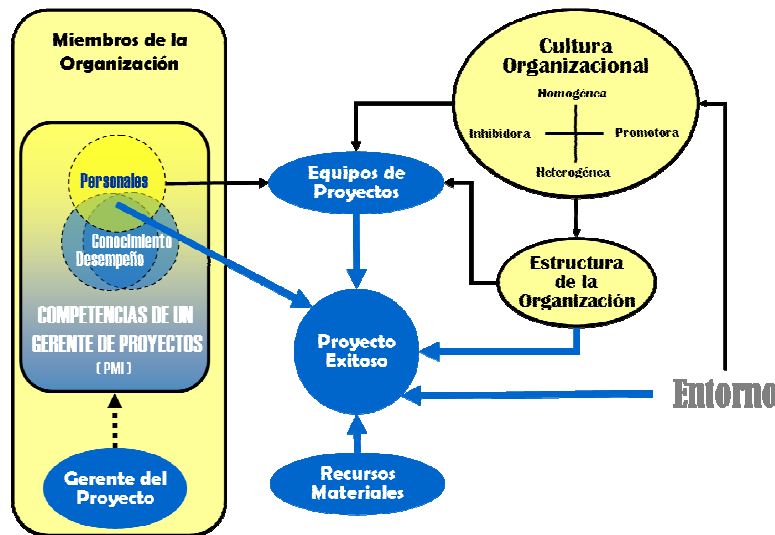 Miembros de la
Organización
Personales
Conocimiento
Desempeño
COMPETENCIAS DE UN
GERENTE DE PROYECTOS
( PMI )
Gerente del
Proyecto
Equipos de
Proyectos
Proyecto
Exitoso
Recursos
Materiales
Cultura
Organizacional
Homogénea
Inhibidora
Promotora
Heterogénea
Estructura
de la
Organización
Entorno